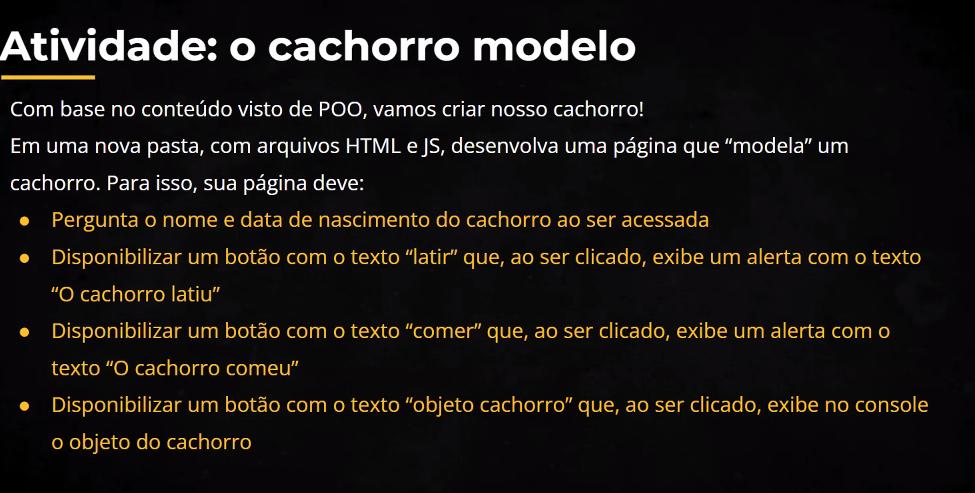 Atividade: o cachorro modelo
Com base no conteúdo visto de POO, vamos criar nosso cachorro!
Em uma nova pasta, com arquivos HTML e JS, desenvolva uma página que “modela” um
cachorro. Para isso, sua página deve:
● Pergunta o nome e data de nascimento do cachorro ao ser acessada
● Disponibilizar um botão com o texto “latir” que, ao ser clicado, exibe um alerta com o texto
“O cachorro latiu”
● Disponibilizar um botão com o texto “comer” que, ao ser clicado, exibe um alerta com o
texto “O cachorro comeu”
● Disponibilizar um botão com o texto “objeto cachorro” que, ao ser clicado, exibe no console
o objeto do cachorro